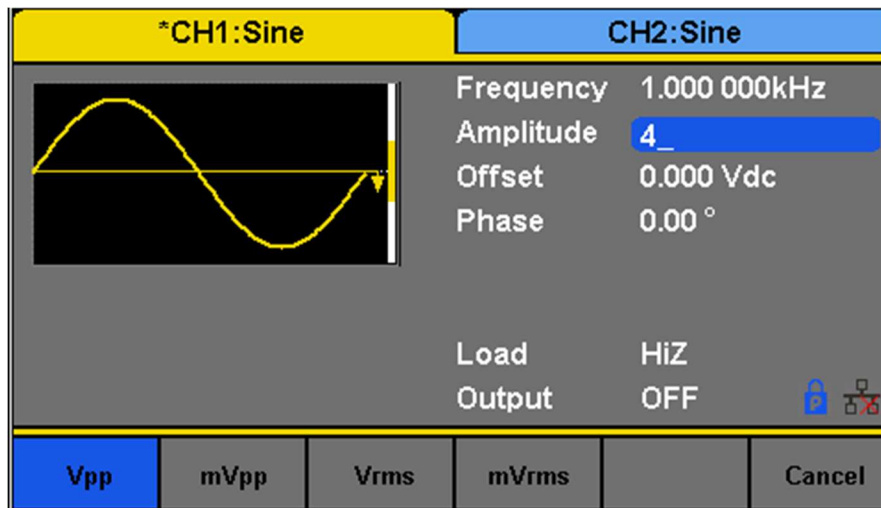 *CH1:Sine
CH2:Sine
Frequency 1.000 000kHz
Amplitude 4_
Offset 0.000 Vdc
Phase 0.00 °
Load HiZ
Output OFF
P
Vpp mVpp Vrms mVrms Cancel